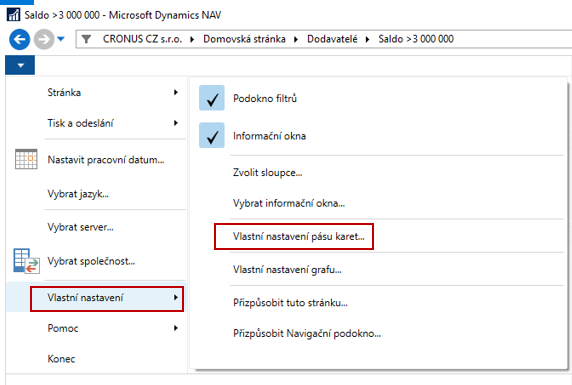 Saldo >3 000 000 - Microsoft Dynamics NAV
CRONUS CZ s.r.o. Domovská stránka Dodavatelé Saldo >3 000 000
Stránka
Tisk a odeslání
Nastavit pracovní datum...
Vybrat jazyk...
Vybrat server...
Vybrat společnost...
Vlastní nastavení
Pomoc
Konec
Podokno filtrů
Informační okna
Zvolit sloupce...
Vybrat informační okna...
Vlastní nastavení pásu karet...
Vlastní nastavení grafu...
Přizpůsobit tuto stránku...
Přizpůsobit Navigační podokno...